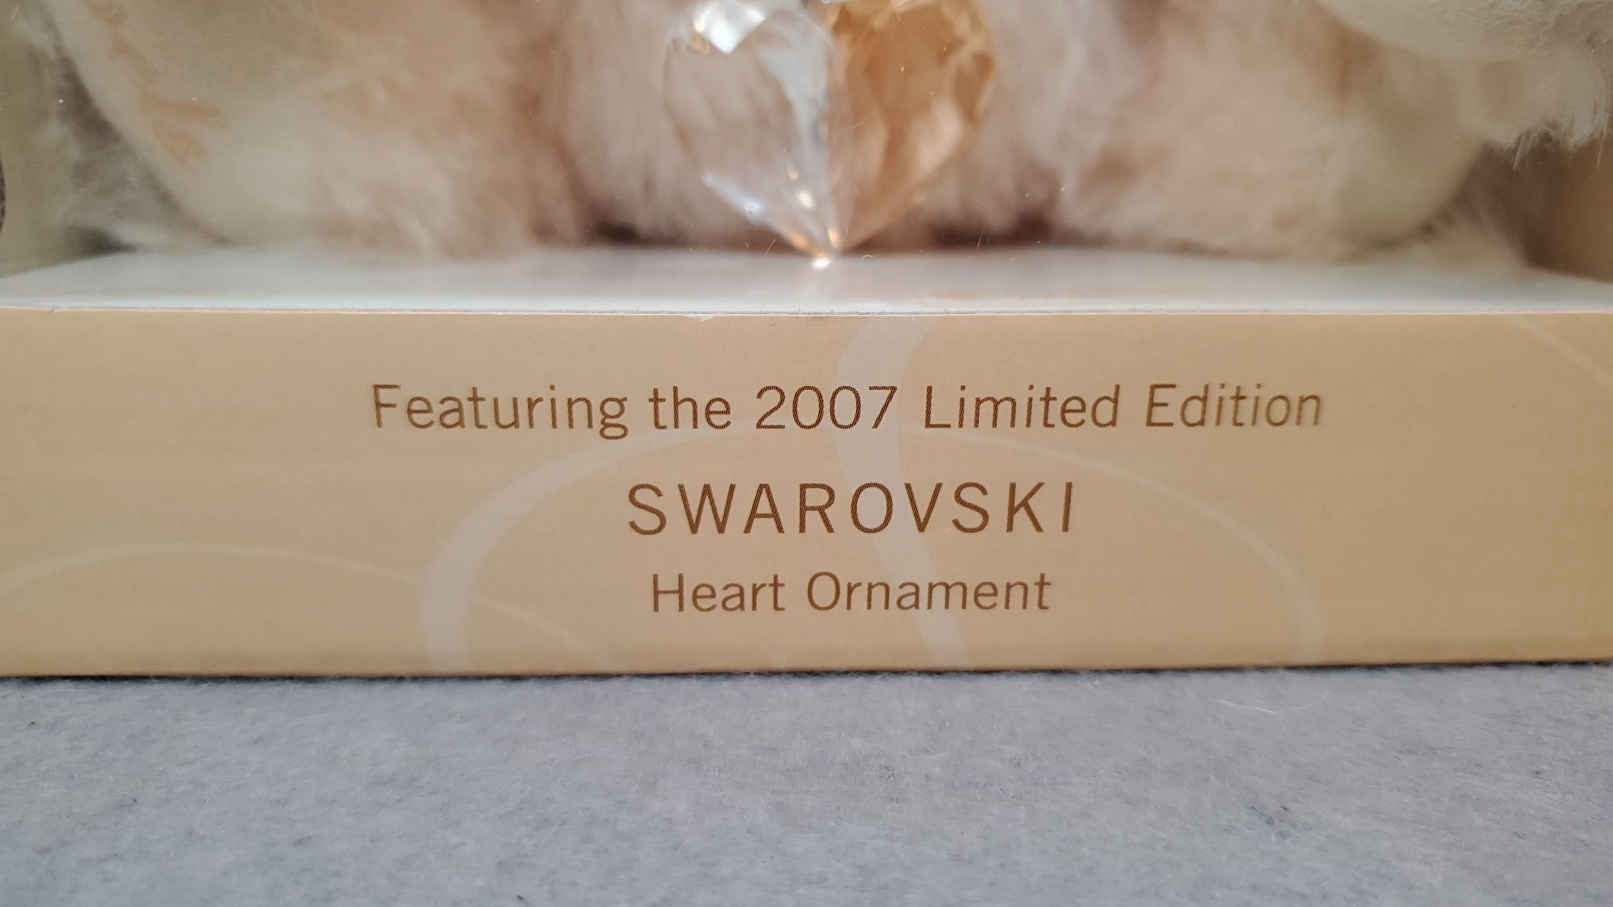 Featuring the 2007 Limited Edition
SWAROVSKI
Heart Ornament